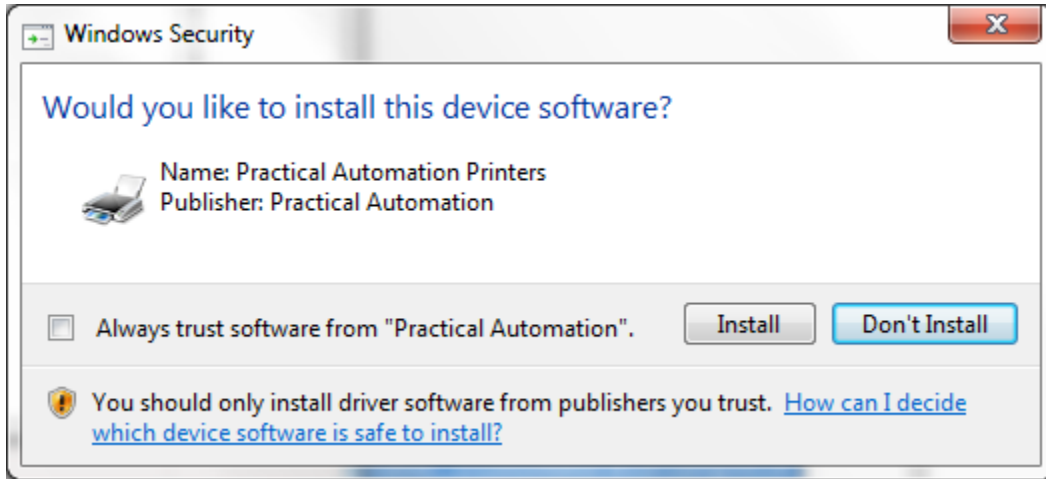 Windows Security
Would you like to install this device software?
Name: Practical Automation Printers
Publisher: Practical Automation
Always trust software from "Practical Automation".
Install
Don't Install
You should only install driver software from publishers you trust. How can I decide
which device software is safe to install?